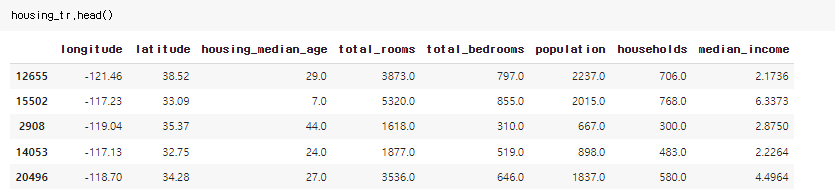 housing_tr.head()
longitude latitude housing_median_age total_rooms total_bedrooms population households median_income
12655 -121.46 38.52 29.0 3873.0 797.0 2237.0 706.0 2.1736
15502 -117.23 33.09 7.0 5320.0 855.0 2015.0 768.0 6.3373
2908 -119.04 35.37 44.0 1618.0 310.0 667.0 300.0 2.8750
14053 -117.13 32.75 24.0 1877.0 519.0 898.0 483.0 2.2264
20496 -118.70 34.28 27.0 3536.0 646.0 1837.0 580.0 4.4964